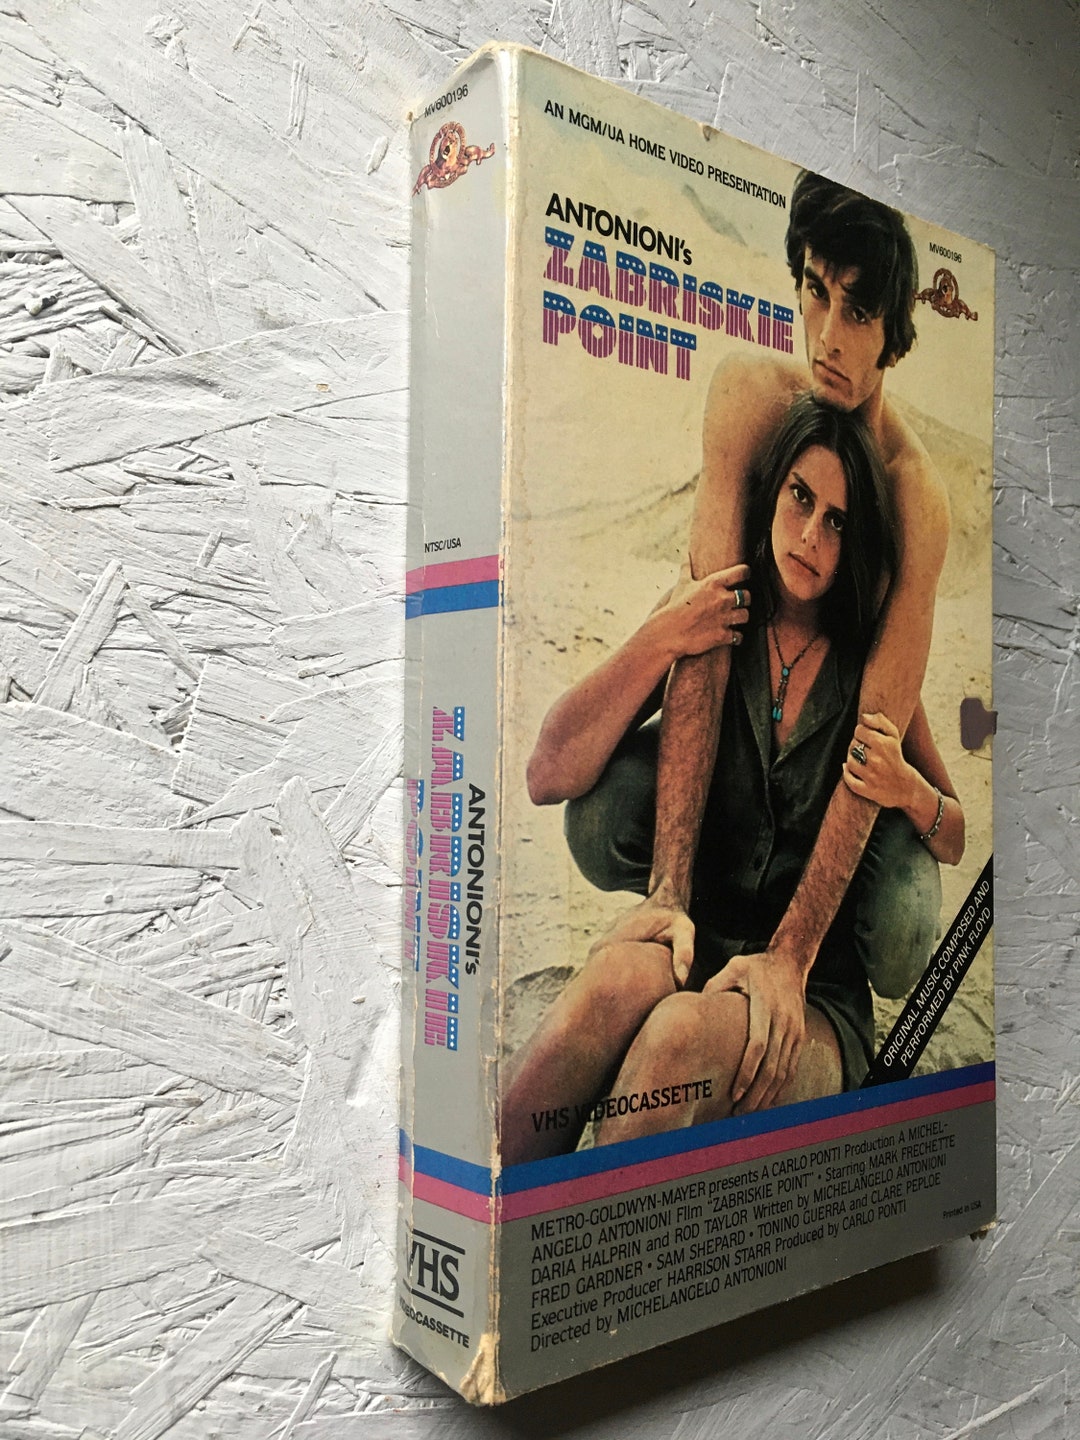 MV600196
NTSC/USA
ANTONIONI's
ZABRISKIE
POINT
VHS
VIDEOCASSETTE
AN MGM/UA HOME VIDEO PRESENTATION
ANTONIONI's
ZABRISKIE
POINT
MV600196
ORIGINAL MUSIC COMPOSED AND
PERFORMED BY PINK FLOYD
VHS VIDEOCASSETTE
METRO-GOLDWYN-MAYER presents A CARLO PONTI Production A MICHEL-
ANGELO ANTONIONI Film "ZABRISKIE POINT" • Starring MARK FRECHETTE
DARIA HALPRIN and ROD TAYLOR Written by MICHELANGELO ANTONIONI
FRED GARDNER • SAM SHEPARD • TONINO GUERRA and CLARE PEPLOE
Executive Producer HARRISON STARR Produced by CARLO PONTI
Directed by MICHELANGELO ANTONIONI
Printed in USA